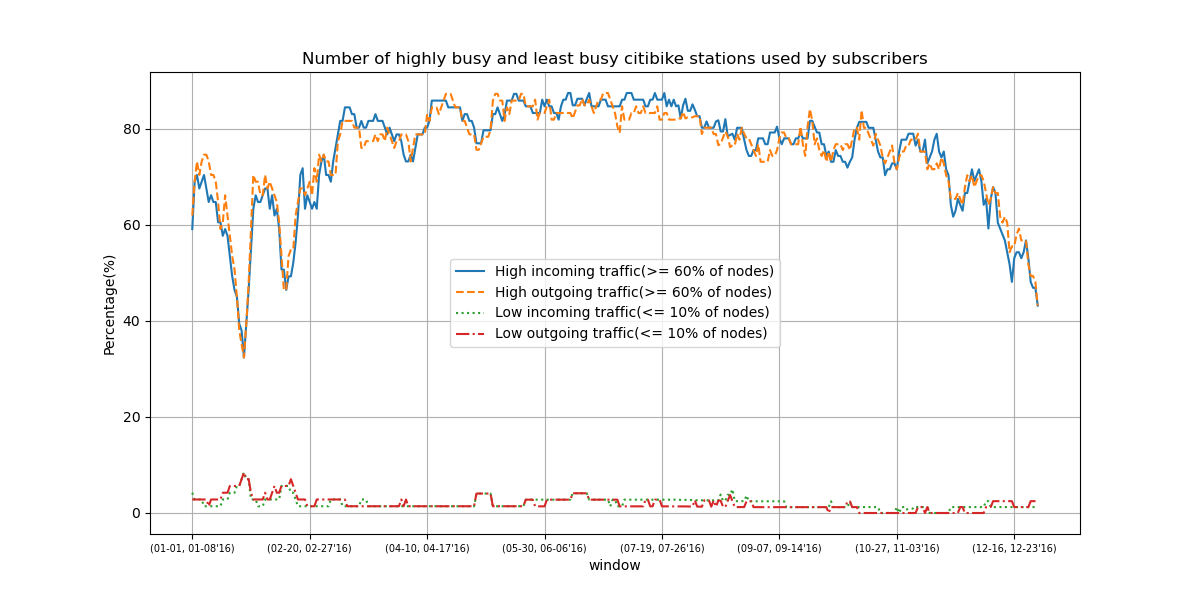 Number of highly busy and least busy citibike stations used by subscribers
Percentage(%)
80
60
40
20
0
High incoming traffic(>= 60% of nodes)
High outgoing traffic(>= 60% of nodes)
Low incoming traffic(<= 10% of nodes)
Low outgoing traffic(<= 10% of nodes)
(01-01, 01-08'16) (02-20, 02-27'16) (04-10, 04-17'16) (05-30, 06-06'16) (07-19, 07-26'16) (09-07, 09-14'16) (10-27, 11-03'16) (12-16, 12-23'16)
window